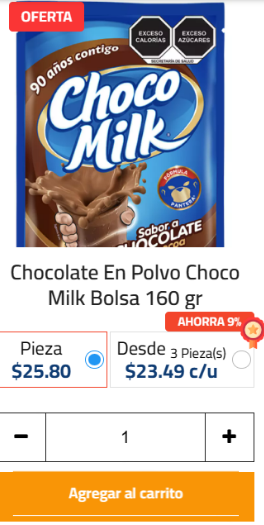 OFERTA
EXCESO CALORÍAS
EXCESO AZÚCARES
SECRETARÍA DE SALUD
90 años contigo
Choco
Milk
FÓRMULA
PANTERA
Sabor a
CHOCOLATE
Chocolate En Polvo Choco
Milk Bolsa 160 gr
AHORRA 9%
Pieza
$25.80
Desde 3 Pieza(s)
$23.49 c/u
- 1 +
Agregar al carrito